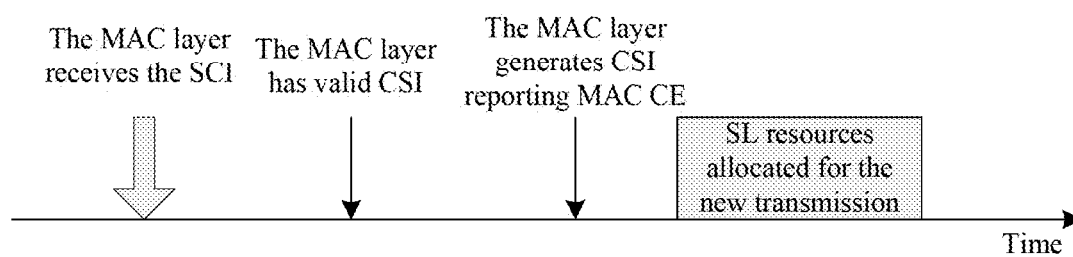 The MAC layer
receives the SCI
The MAC layer
has valid CSI
The MAC layer
generates CSI
reporting MAC CE
SL resources
allocated for the
new transmission
Time